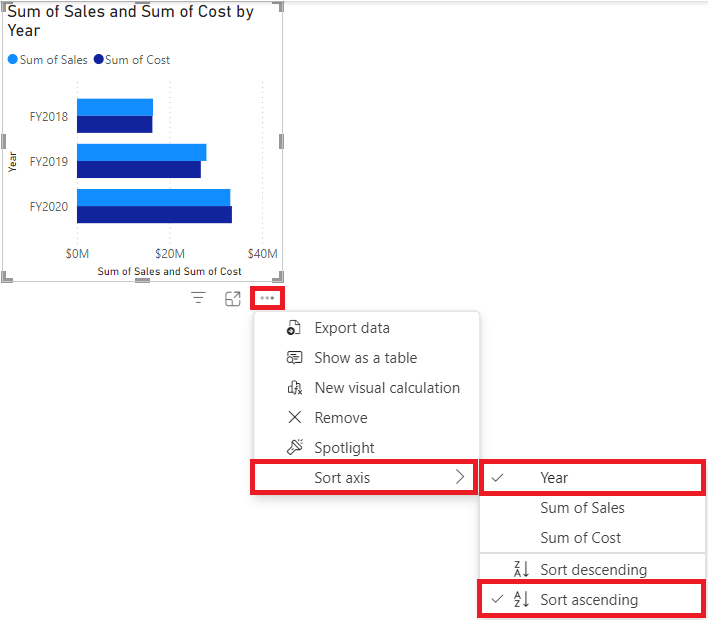 Sum of Sales and Sum of Cost by
Year
Sum of Sales Sum of Cost
FY2018
FY2019
FY2020
Year
$0M $20M $40M
Sum of Sales and Sum of Cost
Export data
Show as a table
New visual calculation
Remove
Spotlight
Sort axis
Year
Sum of Sales
Sum of Cost
Sort descending
Sort ascending